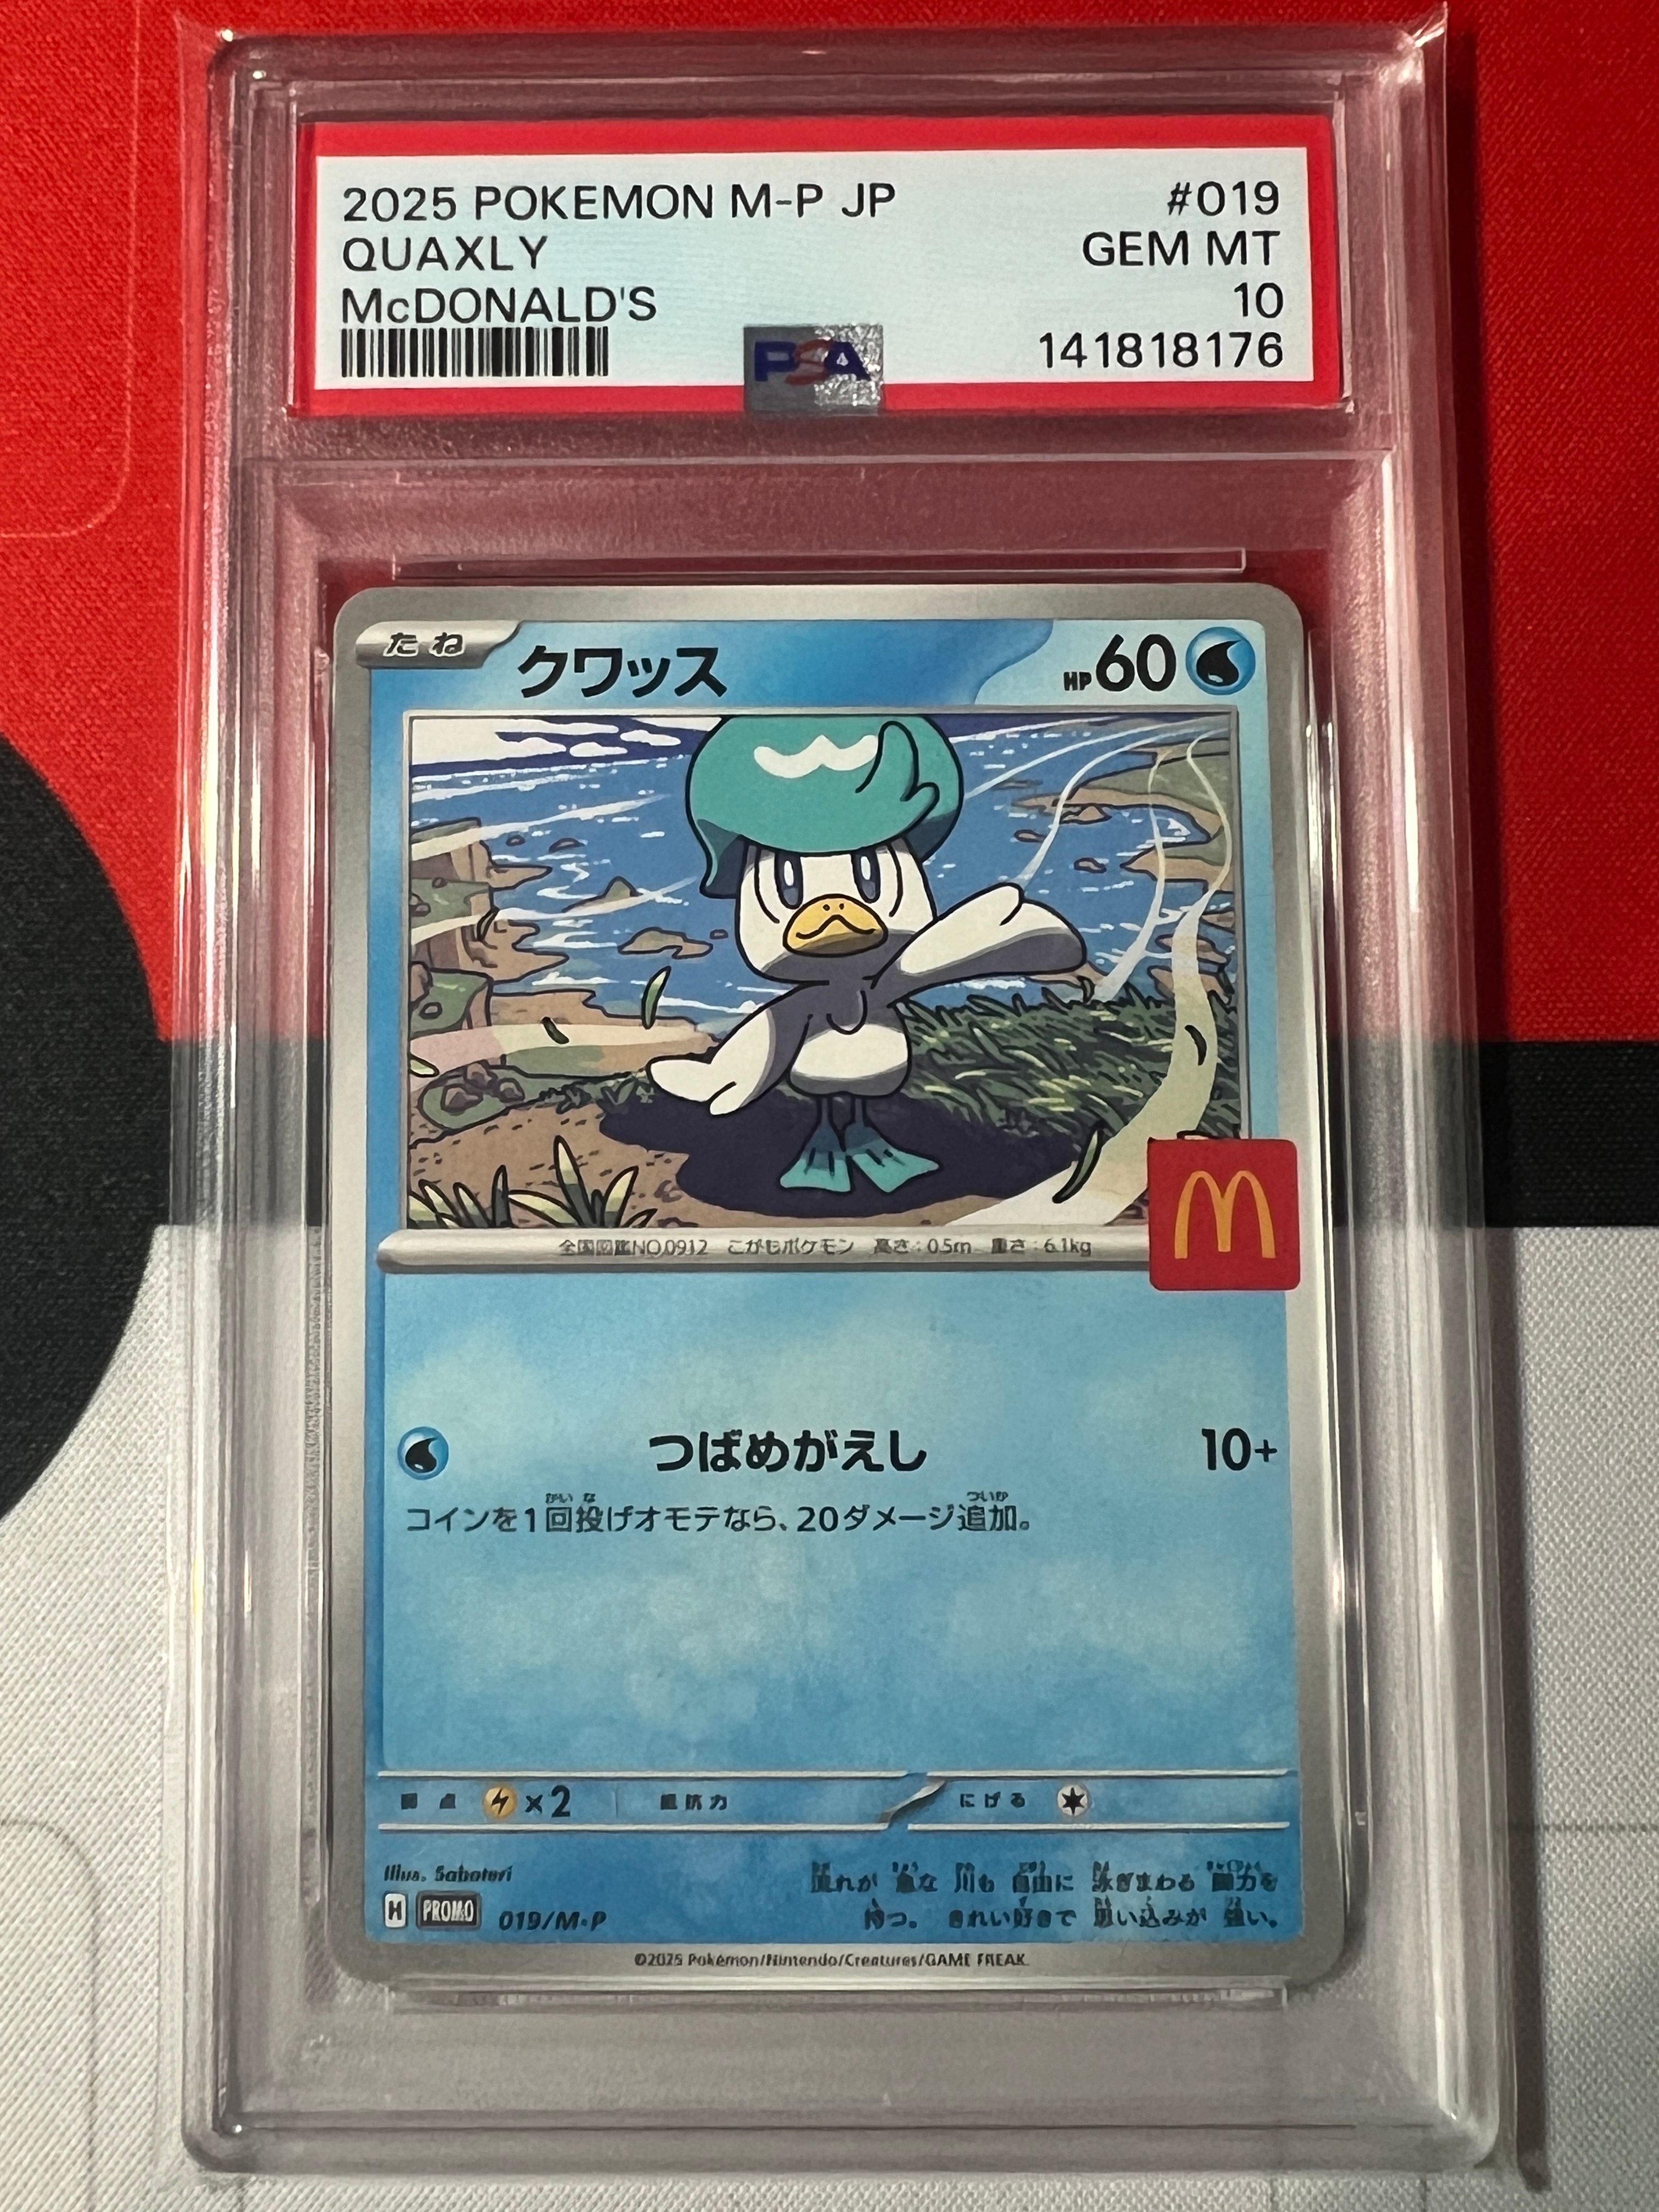 2025 POKEMON M-P JP #019
QUAXLY GEM MT
McDONALD'S 10
PSA 141818176
たね クワッス HP60
M
全国図鑑NO.0912 こがもポケモン 高さ:0.5m 重さ:6.1kg
つばめがえし 10+
コインを1回投げオモテなら、20ダメージ追加。
×2 抵抗力 にげる
Illus. Saboteri
H PROMO 019/M-P
©2025 Pokémon/Nintendo/Creatures/GAME FREAK.